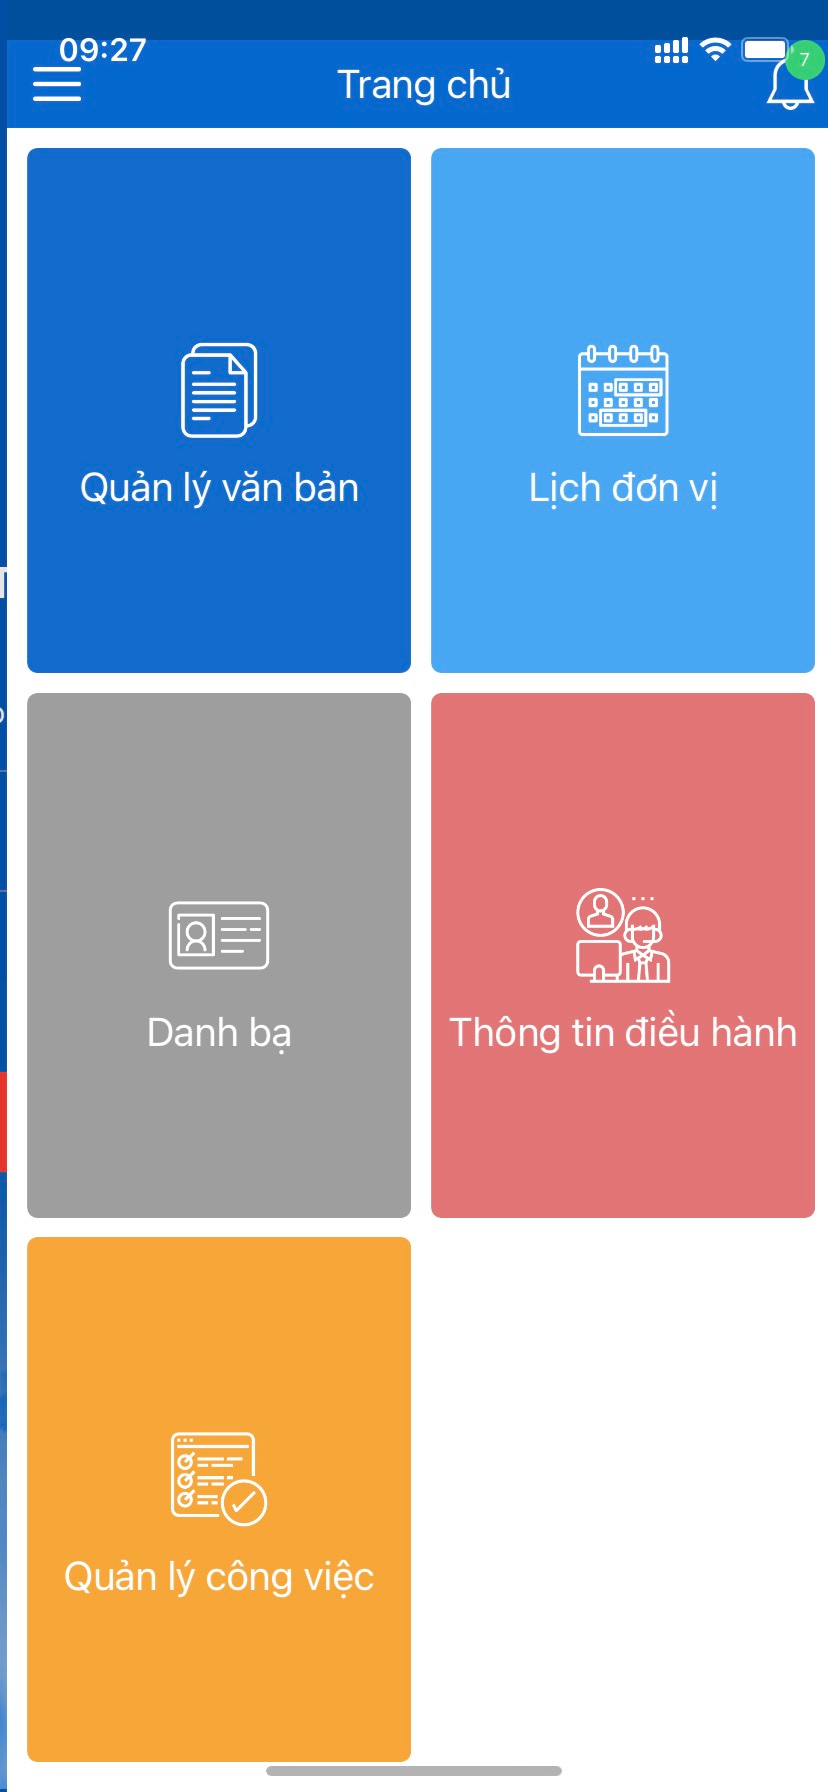 09:27
Trang chủ
7
Quản lý văn bản
Lịch đơn vị
Danh bạ
Thông tin điều hành
Quản lý công việc